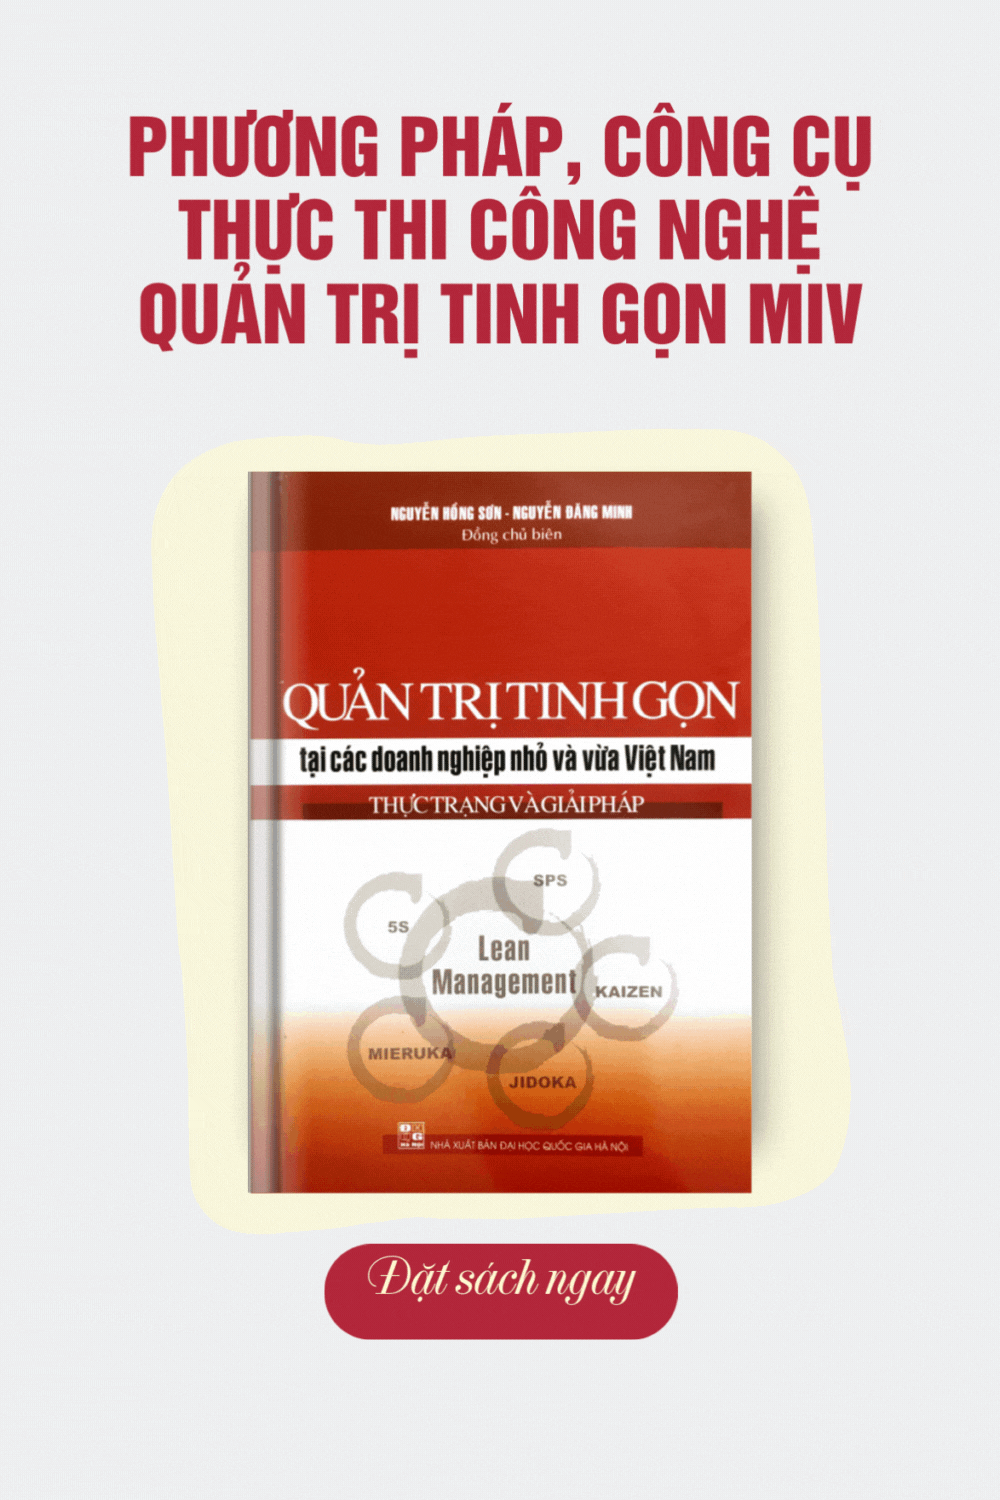 PHƯƠNG PHÁP, CÔNG CỤ
THỰC THI CÔNG NGHỆ
QUẢN TRỊ TINH GỌN MIV
NGUYỄN HỒNG SƠN - NGUYỄN ĐĂNG MINH
Đồng chủ biên
QUẢN TRỊ TINH GỌN
tại các doanh nghiệp nhỏ và vừa Việt Nam
THỰC TRẠNG VÀ GIẢI PHÁP
SPS
5S
Lean
Management
KAIZEN
MIERUKA
JIDOKA
NHÀ XUẤT BẢN ĐẠI HỌC QUỐC GIA HÀ NỘI
Đặt sách ngay